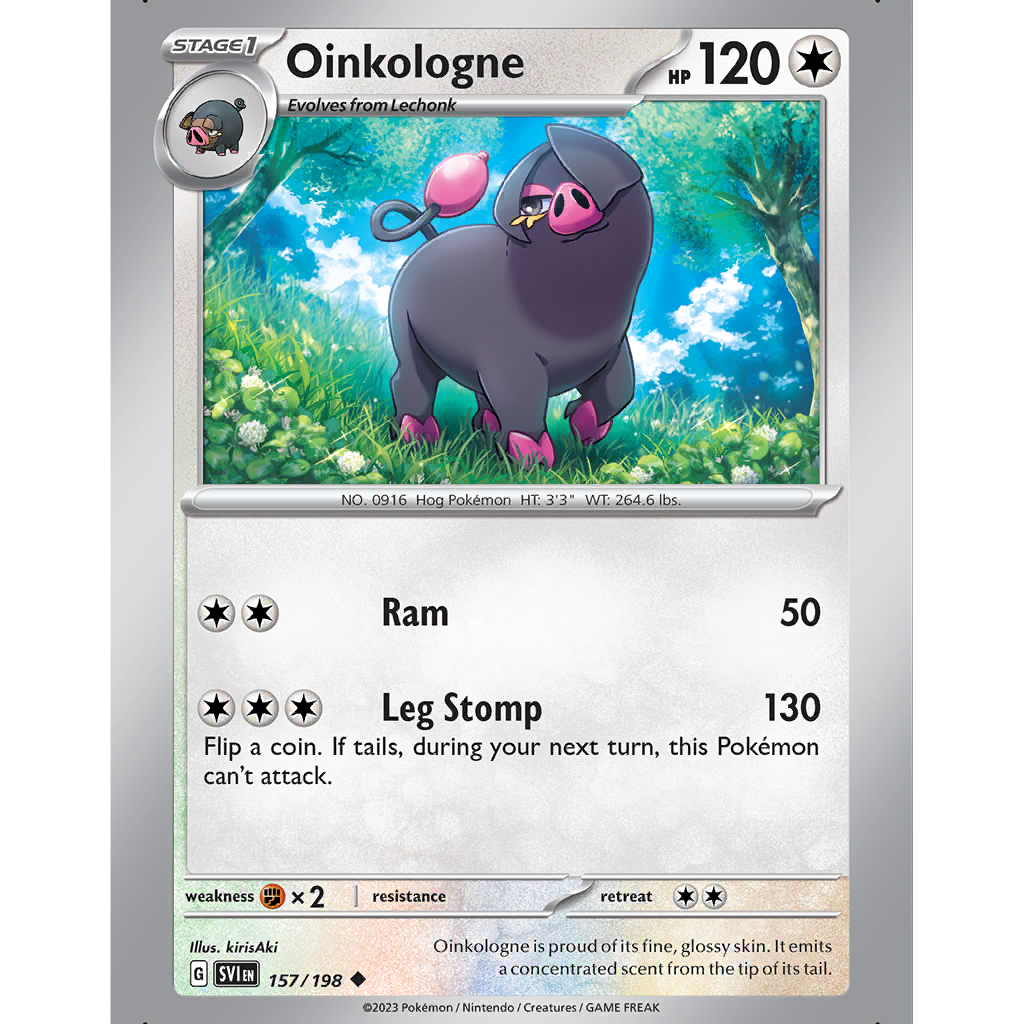 STAGE1
Oinkologne
HP 120
Evolves from Lechonk
NO. 0916 Hog Pokémon HT: 3'3" WT: 264.6 lbs.
Ram 50
Leg Stomp 130
Flip a coin. If tails, during your next turn, this Pokémon
can't attack.
weakness ×2 resistance retreat
Illus. kirisAki
Oinkologne is proud of its fine, glossy skin. It emits
a concentrated scent from the tip of its tail.
G SVI EN 157/198
©2023 Pokémon / Nintendo / Creatures / GAME FREAK